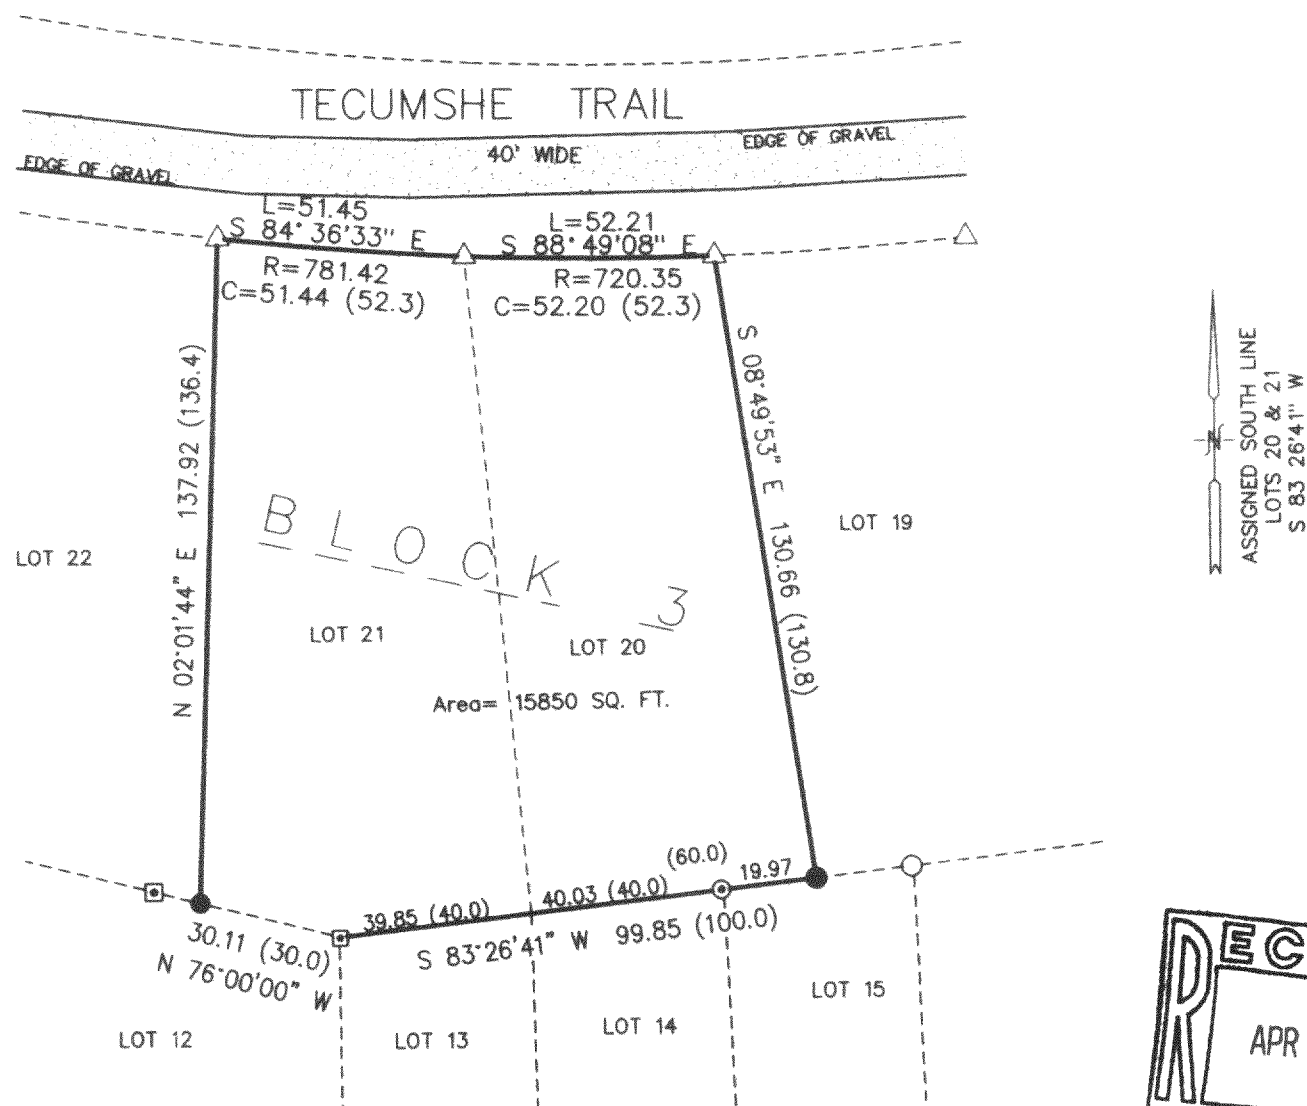 TECUMSHE TRAIL
EDGE OF GRAVEL
40' WIDE
EDGE OF GRAVEL
L=51.45
S 84°36'33" E
R=781.42
C=51.44 (52.3)
L=52.21
S 88°49'08" E
R=720.35
C=52.20 (52.3)
N 02°01'44" E 137.92 (136.4)
S 08°49'53" E 130.66 (130.8)
ASSIGNED SOUTH LINE
LOTS 20 & 21
S 83 26'41" W
N
BLOCK 3
LOT 22
LOT 21
LOT 20
LOT 19
Area= 15850 SQ. FT.
(60.0)
39.85 (40.0)
40.03 (40.0)
19.97
S 83°26'41" W 99.85 (100.0)
30.11 (30.0)
N 76°00'00" W
LOT 12
LOT 13
LOT 14
LOT 15
REC
APR